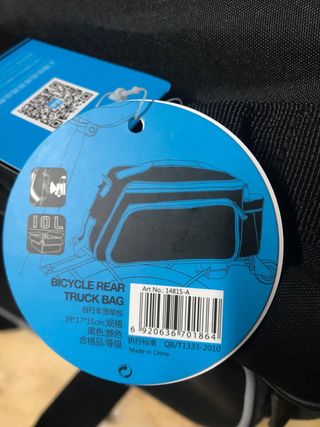 10L
BICYCLE REAR
TRUCK BAG
自行车货架包
29*17*15cm:规格
黑色:颜色
合格品:等级
Art No.: 14815-A
6 920636 701864
执行标准 QB/T1333-2010
Made in China